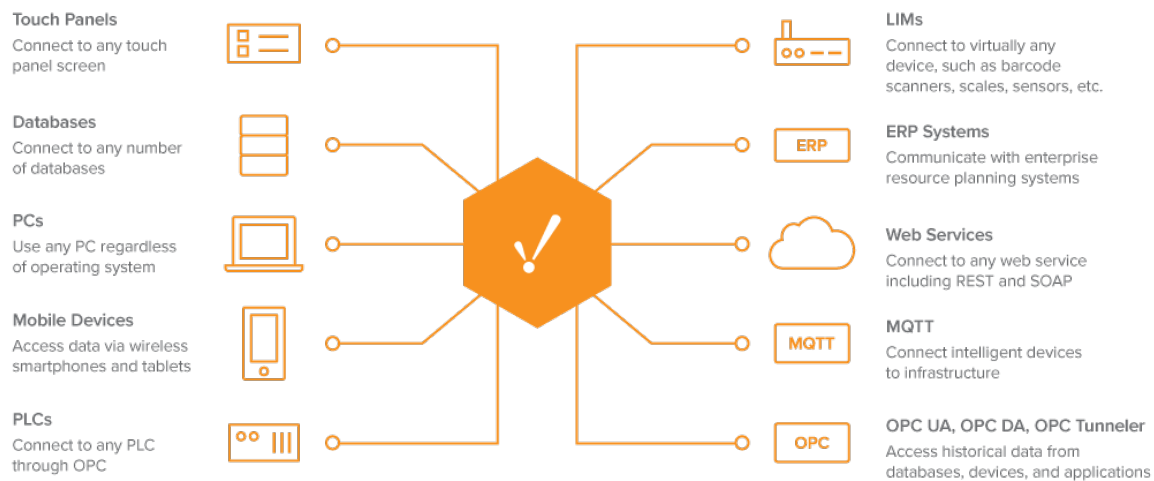 Touch Panels
Connect to any touch
panel screen
Databases
Connect to any number
of databases
PCs
Use any PC regardless
of operating system
Mobile Devices
Access data via wireless
smartphones and tablets
PLCs
Connect to any PLC
through OPC
LIMs
Connect to virtually any
device, such as barcode
scanners, scales, sensors, etc.
ERP
ERP Systems
Communicate with enterprise
resource planning systems
Web Services
Connect to any web service
including REST and SOAP
MQTT
MQTT
Connect intelligent devices
to infrastructure
OPC
OPC UA, OPC DA, OPC Tunneler
Access historical data from
databases, devices, and applications